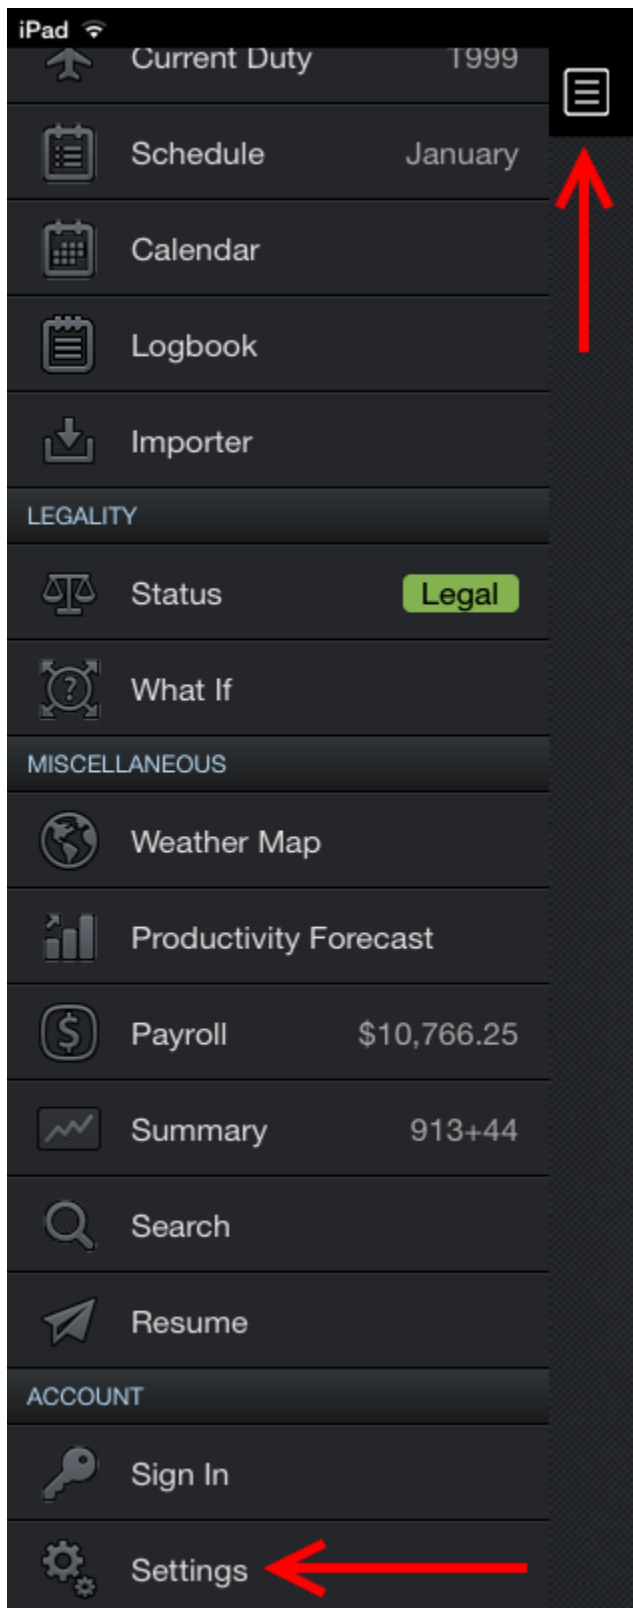 iPad
Current Duty T999
Schedule January
Calendar
Logbook
Importer
LEGALITY
Status Legal
? What If
MISCELLANEOUS
Weather Map
Productivity Forecast
$ Payroll $10,766.25
Summary 913+44
Search
Resume
ACCOUNT
Sign In
Settings